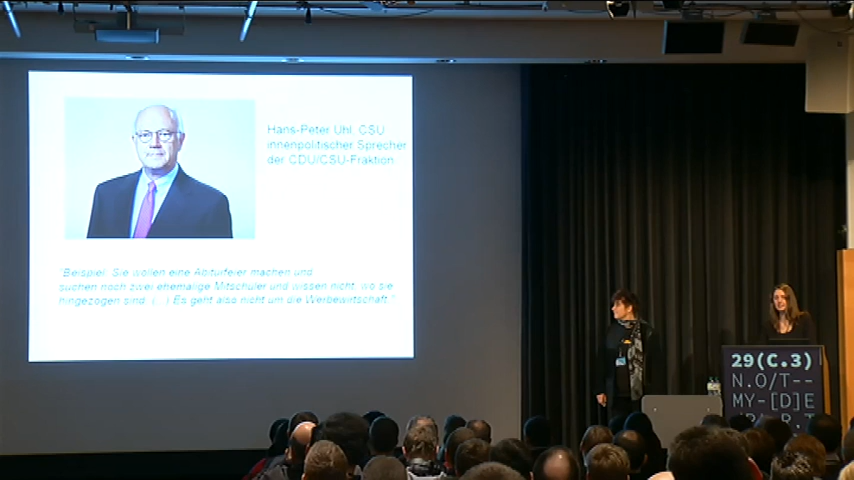 Hans-Peter Uhl, CSU
innenpolitischer Sprecher
der CDU/CSU-Fraktion
"Beispiel: Sie wollen eine Abiturfeier machen und
suchen noch zwei ehemalige Mitschüler und wissen nicht, wo sie
hingezogen sind. (...) Es geht also nicht um die Werbewirtschaft."
29(C.3)
N.O/T--
MY-[D]E